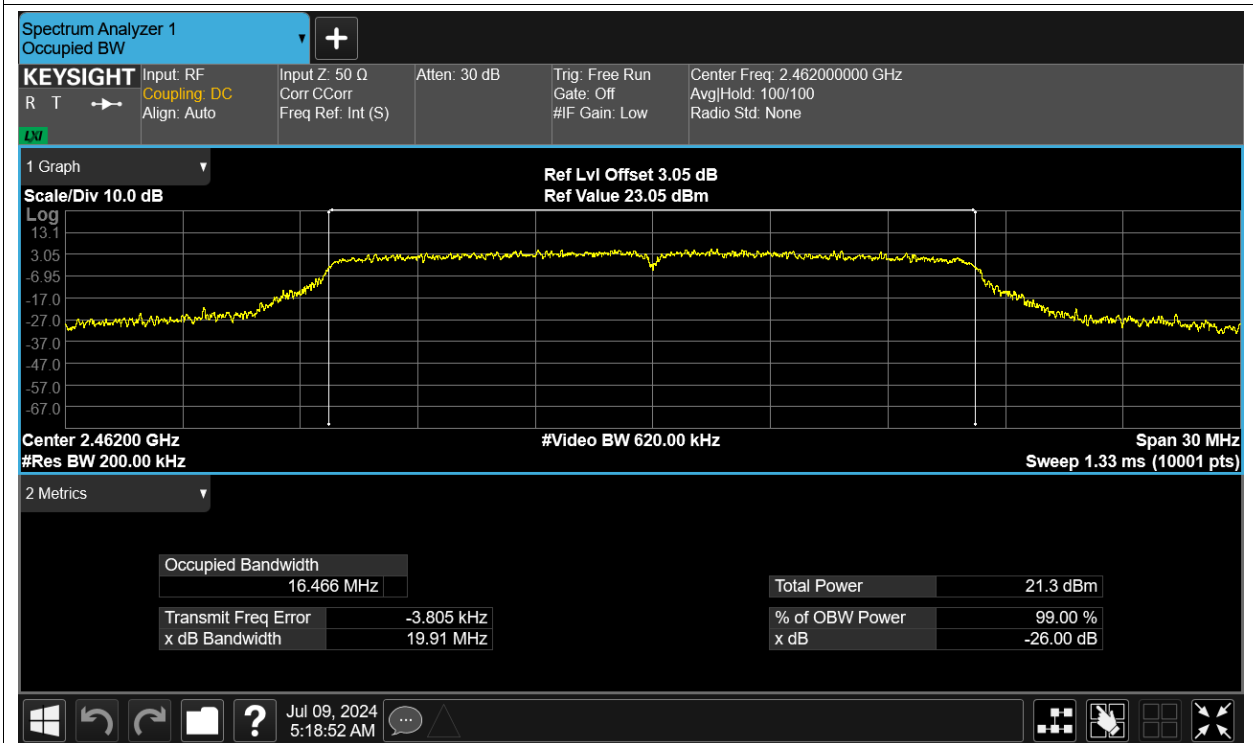 Spectrum Analyzer 1
Occupied BW
KEYSIGHT
R T
LXI
Input: RF
Coupling: DC
Align: Auto
Input Z: 50 Ω
Corr CCorr
Freq Ref: Int (S)
Atten: 30 dB
Trig: Free Run
Gate: Off
#IF Gain: Low
Center Freq: 2.462000000 GHz
Avg|Hold: 100/100
Radio Std: None
1 Graph
Scale/Div 10.0 dB
Ref Lvl Offset 3.05 dB
Ref Value 23.05 dBm
Log
13.1
3.05
-6.95
-17.0
-27.0
-37.0
-47.0
-57.0
-67.0
Center 2.46200 GHz
#Video BW 620.00 kHz
Span 30 MHz
#Res BW 200.00 kHz
Sweep 1.33 ms (10001 pts)
2 Metrics
Occupied Bandwidth
16.466 MHz
Total Power 21.3 dBm
Transmit Freq Error -3.805 kHz
% of OBW Power 99.00 %
x dB Bandwidth 19.91 MHz
x dB -26.00 dB
?
Jul 09, 2024
5:18:52 AM